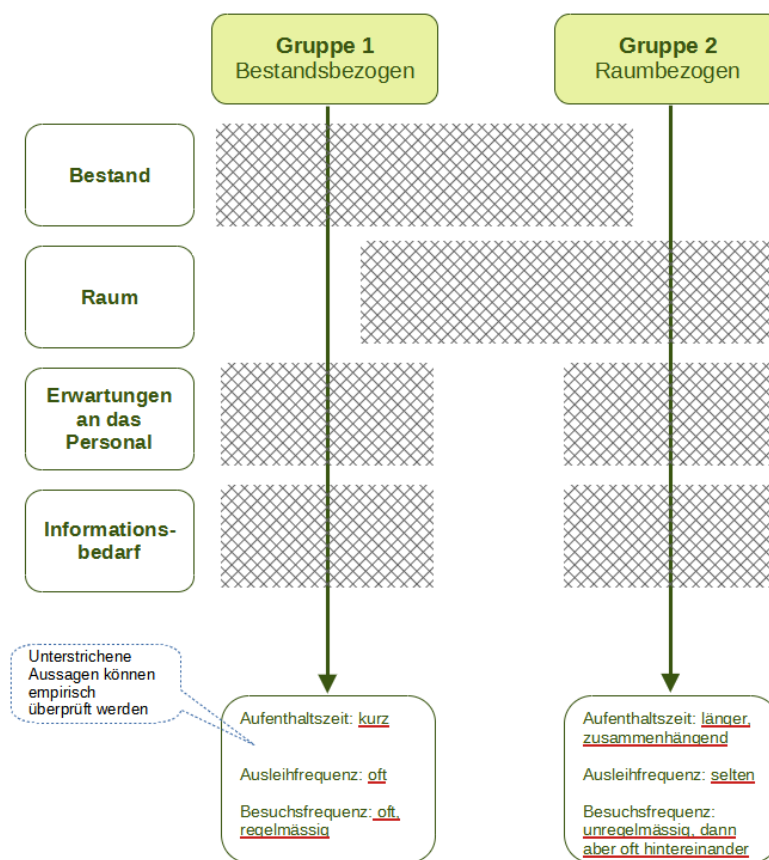 Gruppe 1
Bestandsbezogen
Gruppe 2
Raumbezogen
Bestand
Raum
Erwartungen
an das
Personal
Informations-
bedarf
Unterstrichene
Aussagen können
empirisch
überprüft werden
Aufenthaltszeit: kurz
Ausleihfrequenz: oft
Besuchsfrequenz: oft,
regelmässig
Aufenthaltszeit: länger,
zusammenhängend
Ausleihfrequenz: selten
Besuchsfrequenz:
unregelmässig, dann
aber oft hintereinander